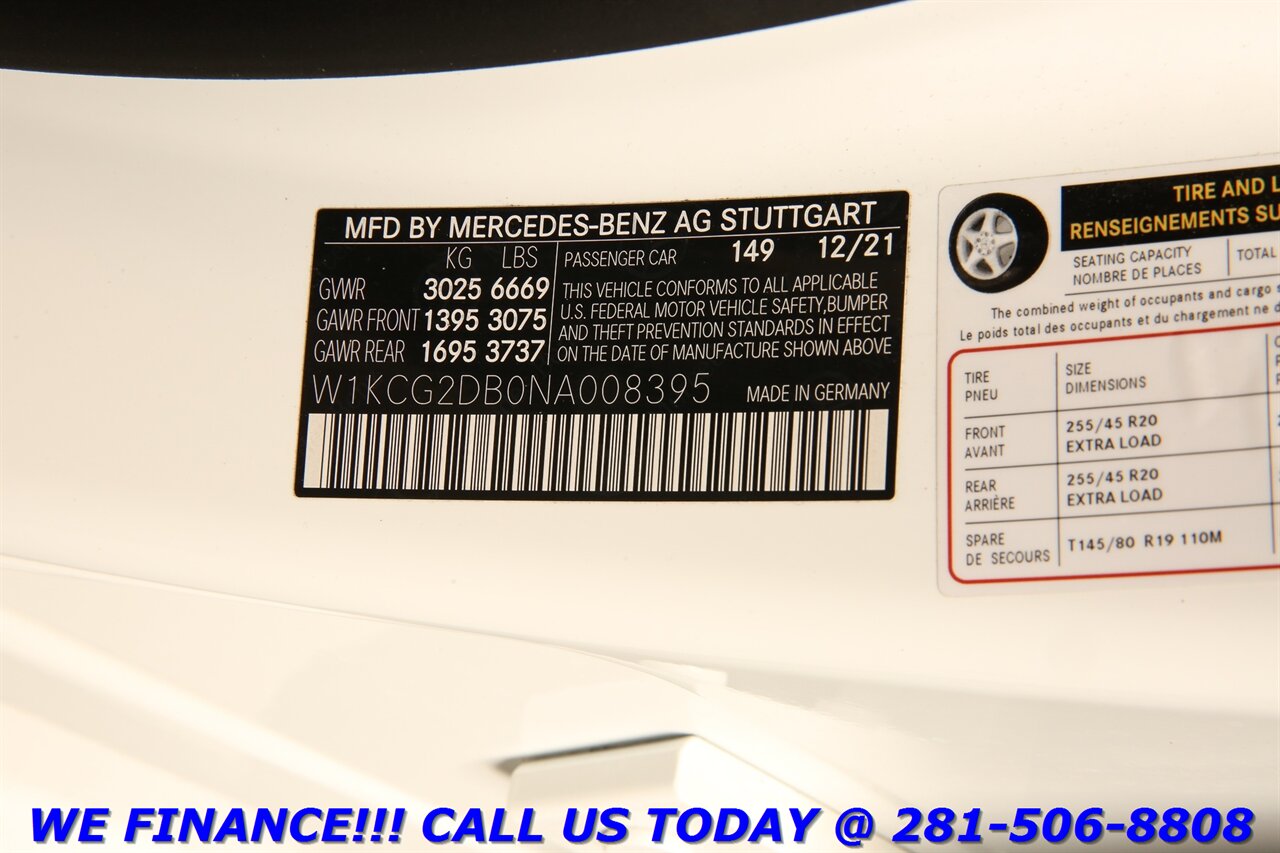 MFD BY MERCEDES-BENZ AG STUTTGART
KG LBS
PASSENGER CAR 149 12/21
GVWR 3025 6669
GAWR FRONT 1395 3075
GAWR REAR 1695 3737
THIS VEHICLE CONFORMS TO ALL APPLICABLE
U.S. FEDERAL MOTOR VEHICLE SAFETY, BUMPER
AND THEFT PREVENTION STANDARDS IN EFFECT
ON THE DATE OF MANUFACTURE SHOWN ABOVE
W1KCG2DB0NA008395
MADE IN GERMANY
TIRE AND
RENSEIGNEMENTS
SEATING CAPACITY
NOMBRE DE PLACES
TOTAL
The combined weight of occupants and cargo
Le poids total des occupants et du chargement ne
TIRE
PNEU
SIZE
DIMENSIONS
FRONT
AVANT
255/45 R20
EXTRA LOAD
REAR
ARRIÈRE
255/45 R20
EXTRA LOAD
SPARE
DE SECOURS
T145/80 R19 110M
WE FINANCE!!! CALL US TODAY @ 281-506-8808